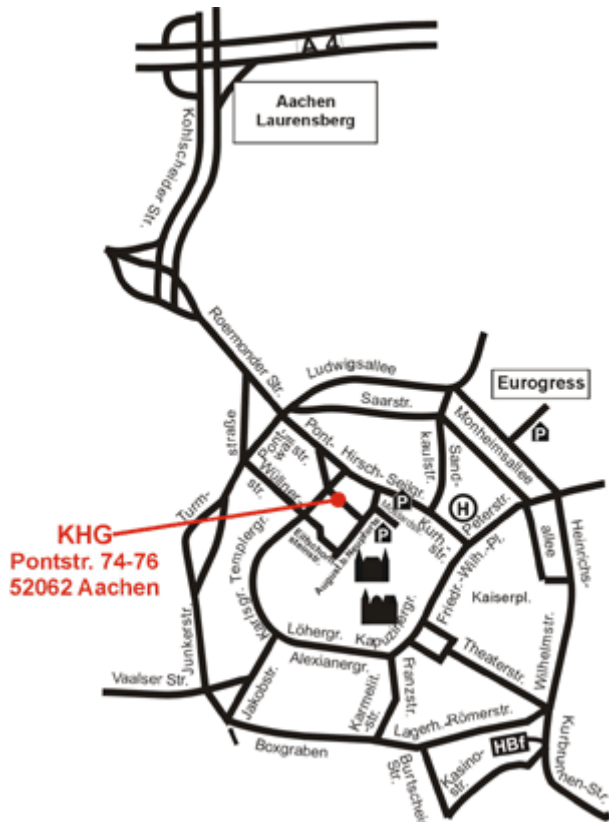 A 4
Aachen
Laurensberg
Kohlscheider Str.
Roermonder Str.
Ludwigsallee
Saarstr.
Eurogress
Monheimsallee
P
straße
Turm-
Pont-
wall
Pont-
str.
Wüllner-
str.
Hirsch-
Seilgr.
Sand-
kaulstr.
P
H
Peterstr.
Kurh.-
str.
P
KHG
Pontstr. 74-76
52062 Aachen
Templergr.
Karlsgr.
Friedr.-Wilh.-Pl.
Kaiserpl.
Heinrichs-
allee
Wilhelmstr.
Theaterstr.
Junkerstr.
Löhergr.
Kapuzinergr.
Alexianergr.
Vaalser Str.
Jakobstr.
Karmelit.
-str.
Franzstr.
Lagerh.-
Römerstr.
Boxgraben
Burtscheid
Str.
Kasino-
str.
HBf
Kurbrunnen-Str.